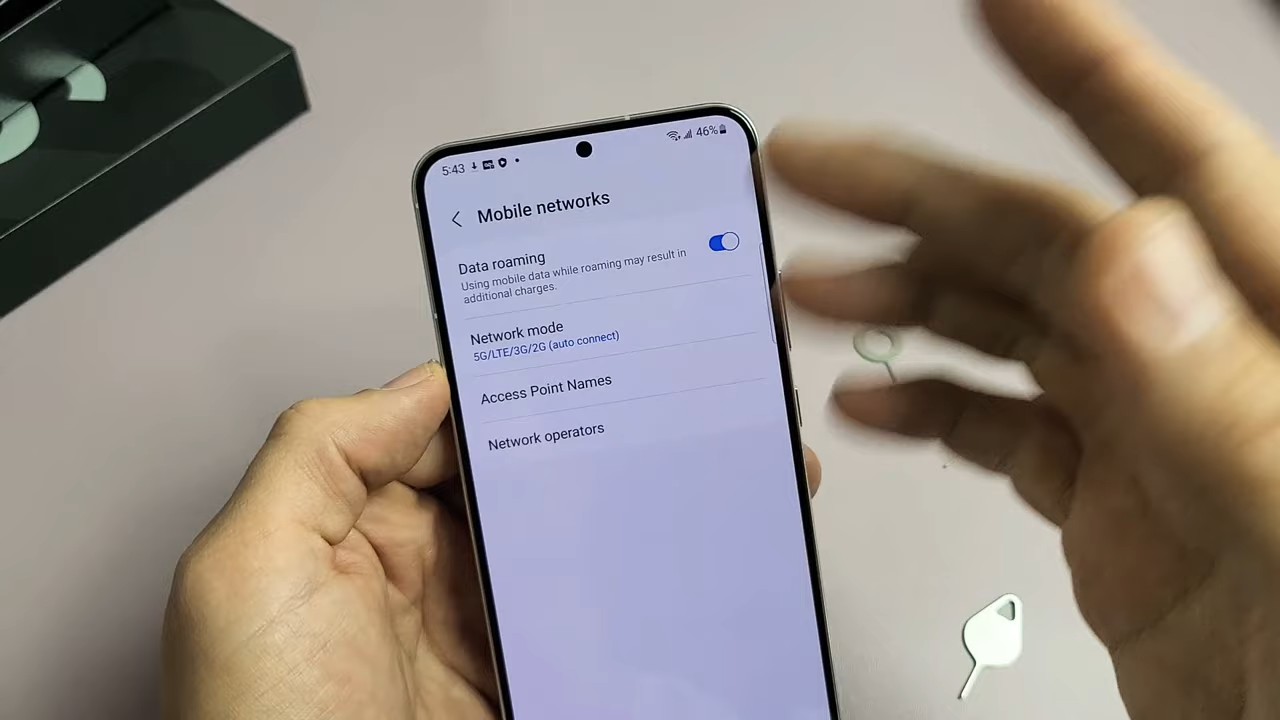 5:43
46%
Mobile networks
Data roaming
Using mobile data while roaming may result in
additional charges.
Network mode
5G/LTE/3G/2G (auto connect)
Access Point Names
Network operators